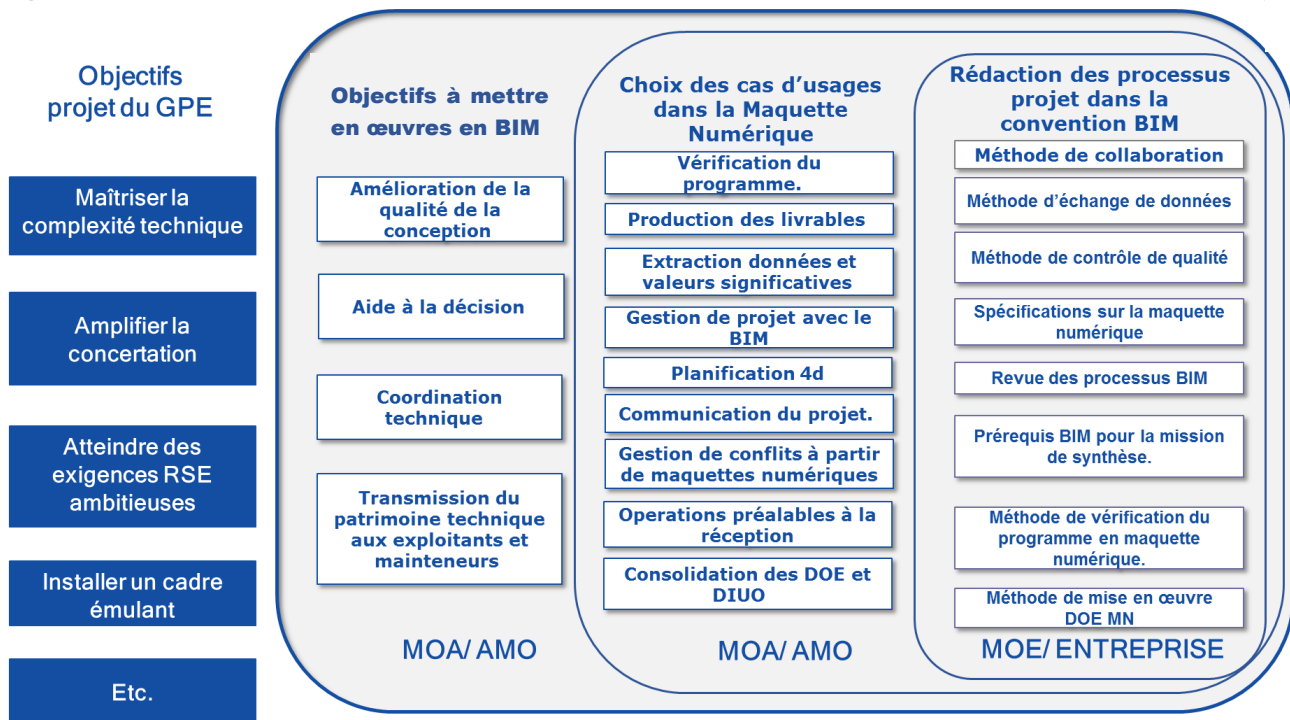 Objectifs
projet du GPE
Maîtriser la
complexité technique
Amplifier la
concertation
Atteindre des
exigences RSE
ambitieuses
Installer un cadre
émulant
Etc.
Objectifs à mettre
en œuvres en BIM
Amélioration de la
qualité de la
conception
Aide à la décision
Coordination
technique
Transmission du
patrimoine technique
aux exploitants et
mainteneurs
MOA/ AMO
Choix des cas d’usages
dans la Maquette
Numérique
Vérification du
programme.
Production des livrables
Extraction données et
valeurs significatives
Gestion de projet avec le
BIM
Planification 4d
Communication du projet.
Gestion de conflits à partir
de maquettes numériques
Operations préalables à la
réception
Consolidation des DOE et
DIUO
MOA/ AMO
Rédaction des processus
projet dans la
convention BIM
Méthode de collaboration
Méthode d’échange de données
Méthode de contrôle de qualité
Spécifications sur la maquette
numérique
Revue des processus BIM
Prérequis BIM pour la mission
de synthèse.
Méthode de vérification du
programme en maquette
numérique.
Méthode de mise en œuvre
DOE MN
MOE/ ENTREPRISE